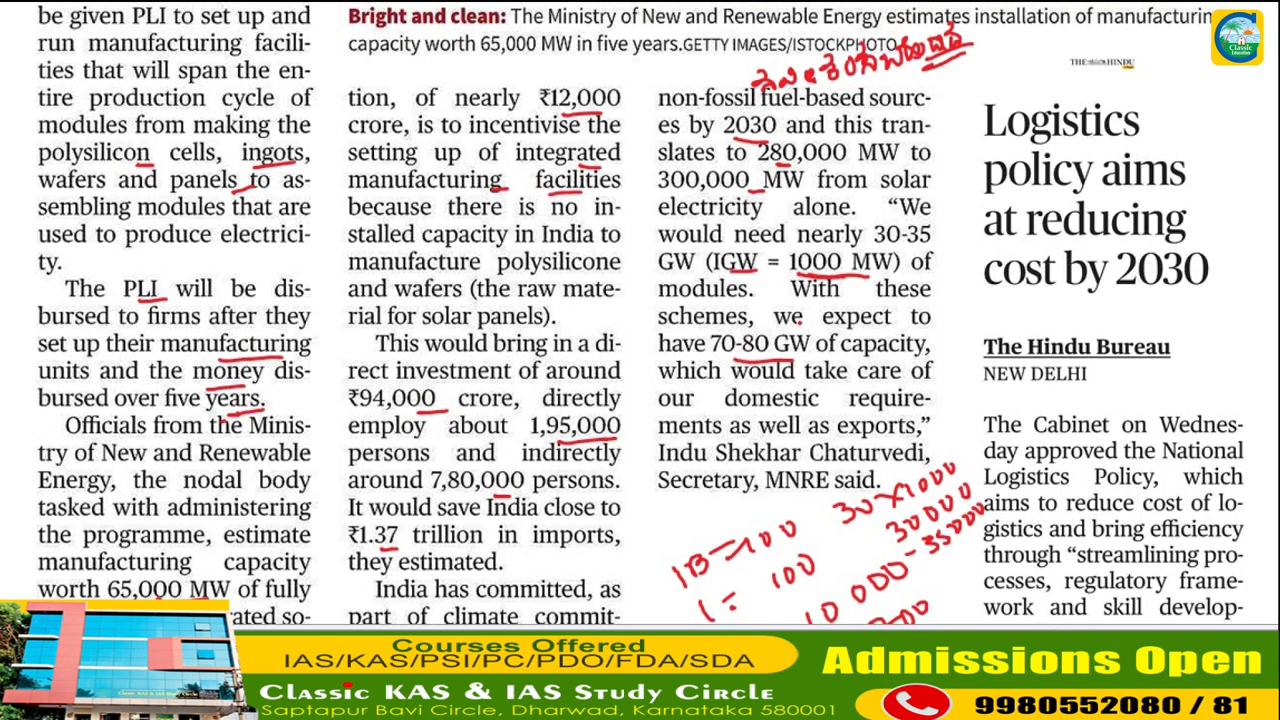 be given PLI to set up and
run manufacturing facili-
ties that will span the en-
tire production cycle of
modules from making the
polysilicon cells, ingots,
wafers and panels to as-
sembling modules that are
used to produce electrici-
ty.
The PLI will be dis-
bursed to firms after they
set up their manufacturing
units and the money dis-
bursed over five years.
Officials from the Minis-
try of New and Renewable
Energy, the nodal body
tasked with administering
the programme, estimate
manufacturing capacity
worth 65,000 MW of fully
ated so-
Bright and clean: The Ministry of New and Renewable Energy estimates installation of manufacturin
capacity worth 65,000 MW in five years.GETTY IMAGES/ISTOCKPHOTO
tion, of nearly ₹12,000
crore, is to incentivise the
setting up of integrated
manufacturing facilities
because there is no in-
stalled capacity in India to
manufacture polysilicone
and wafers (the raw mate-
rial for solar panels).
This would bring in a di-
rect investment of around
₹94,000 crore, directly
employ about 1,95,000
persons and indirectly
around 7,80,000 persons.
It would save India close to
₹1.37 trillion in imports,
they estimated.
India has committed, as
part of climate commit-
non-fossil fuel-based sourc-
es by 2030 and this tran-
slates to 280,000 MW to
300,000 MW from solar
electricity alone. “We
would need nearly 30-35
GW (IGW = 1000 MW) of
modules. With these
schemes, we expect to
have 70-80 GW of capacity,
which would take care of
our domestic require-
ments as well as exports,”
Indu Shekhar Chaturvedi,
Secretary, MNRE said.
30×1000
30000
1B=100
100
1=
10 000 - 35000
Classic
Education
THE HINDU
Logistics
policy aims
at reducing
cost by 2030
The Hindu Bureau
NEW DELHI
The Cabinet on Wednes-
day approved the National
Logistics Policy, which
aims to reduce cost of lo-
gistics and bring efficiency
through “streamlining pro-
cesses, regulatory frame-
work and skill develop-
Courses Offered
IAS/KAS/PSI/PC/PDO/FDA/SDA
Classic KAS & IAS Study Circle
Saptapur Bavi Circle, Dharwad, Karnataka 580001
Admissions Open
9980552080 / 81